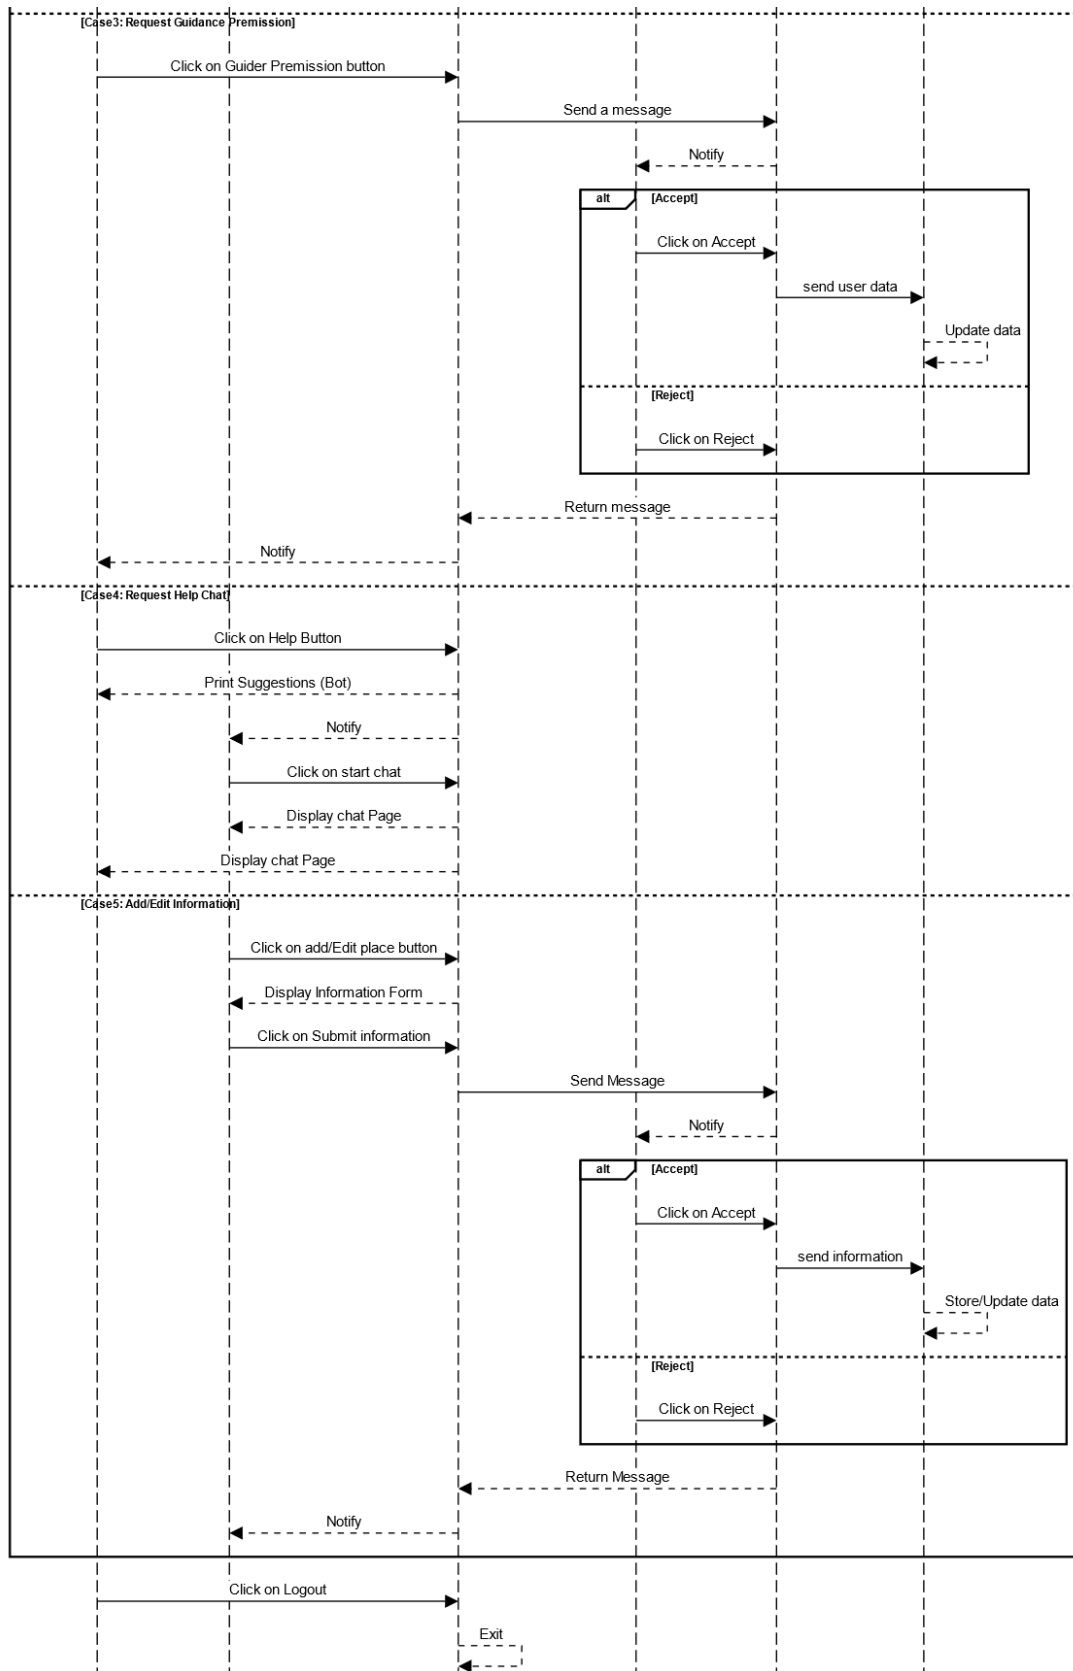 [Case3: Request Guidance Premission]
Click on Guider Premission button
Send a message
Notify
alt
[Accept]
Click on Accept
send user data
Update data
[Reject]
Click on Reject
Return message
Notify
[Case4: Request Help Chat]
Click on Help Button
Print Suggestions (Bot)
Notify
Click on start chat
Display chat Page
Display chat Page
[Case5: Add/Edit Information]
Click on add/Edit place button
Display Information Form
Click on Submit information
Send Message
Notify
alt
[Accept]
Click on Accept
send information
Store/Update data
[Reject]
Click on Reject
Return Message
Notify
Click on Logout
Exit